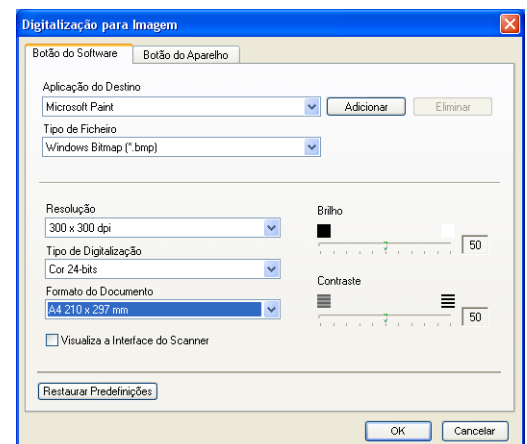 Digitalização para Imagem
Botão do Software
Botão do Aparelho
Aplicação do Destino
Microsoft Paint
Adicionar
Eliminar
Tipo de Ficheiro
Windows Bitmap (*.bmp)
Resolução
300 x 300 dpi
Tipo de Digitalização
Cor 24-bits
Formato do Documento
A4 210 x 297 mm
Visualiza a Interface do Scanner
Brilho
50
Contraste
50
Restaurar Predefinições
OK
Cancelar